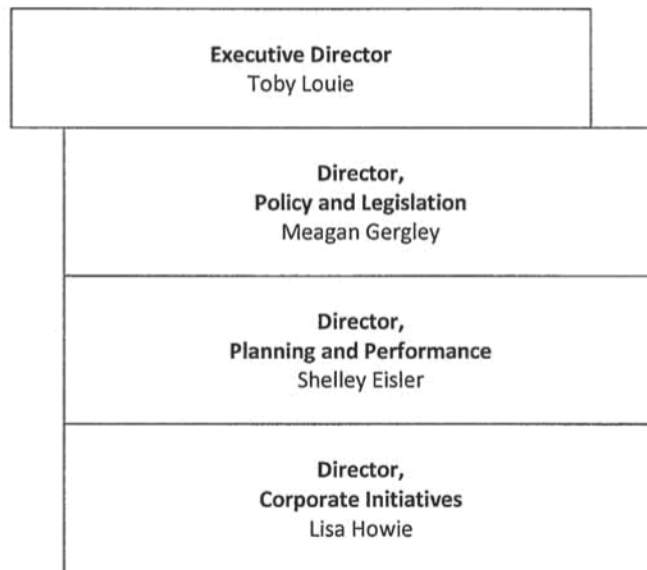 Executive Director
Toby Louie
Director,
Policy and Legislation
Meagan Gergley
Director,
Planning and Performance
Shelley Eisler
Director,
Corporate Initiatives
Lisa Howie